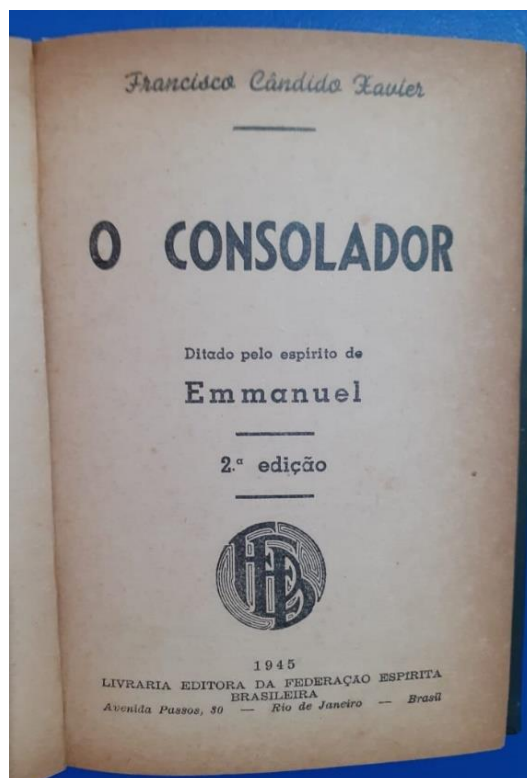 Francisco Cândido Xavier
O CONSOLADOR
Ditado pelo espírito de
Emmanuel
2.ª edição
FEB
1945
LIVRARIA EDITORA DA FEDERAÇÃO ESPIRITA
BRASILEIRA
Avenida Passos, 30 — Rio de Janeiro — Brasil